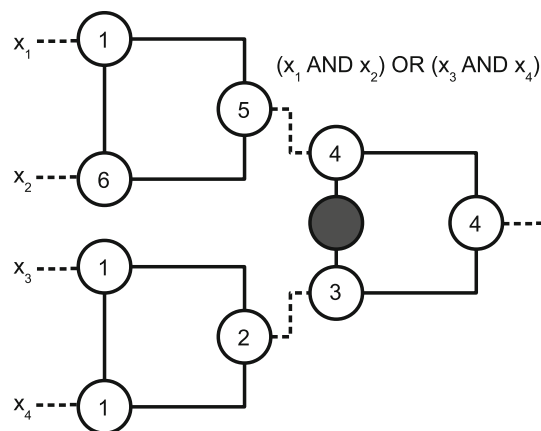 x₁ 1
(x₁ AND x₂) OR (x₃ AND x₄)
5
4
x₂ 6
4
x₃ 1
3
2
x₄ 1